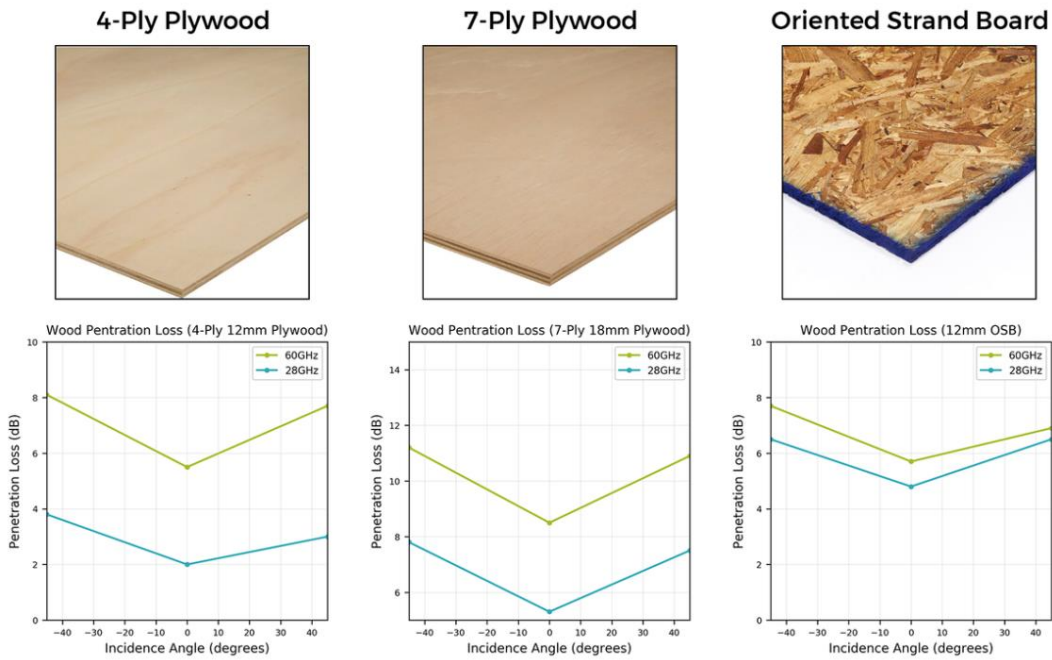 4-Ply Plywood
7-Ply Plywood
Oriented Strand Board
Wood Pentration Loss (4-Ply 12mm Plywood)
10
8
6
4
2
0
Penetration Loss (dB)
60GHz
28GHz
−40 −30 −20 −10 0 10 20 30 40
Incidence Angle (degrees)
Wood Pentration Loss (7-Ply 18mm Plywood)
14
12
10
8
6
Penetration Loss (dB)
60GHz
28GHz
−40 −30 −20 −10 0 10 20 30 40
Incidence Angle (degrees)
Wood Pentration Loss (12mm OSB)
10
8
6
4
2
0
Penetration Loss (dB)
60GHz
28GHz
−40 −30 −20 −10 0 10 20 30 40
Incidence Angle (degrees)